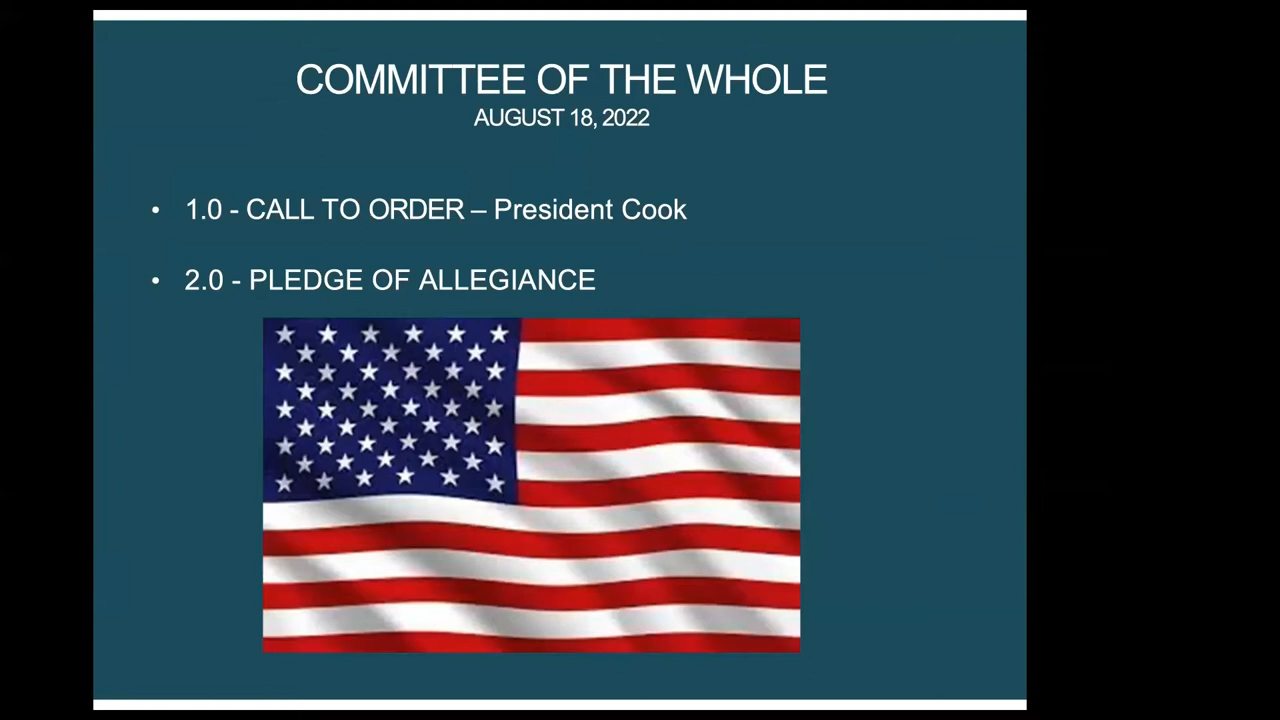 COMMITTEE OF THE WHOLE
AUGUST 18, 2022
• 1.0 - CALL TO ORDER – President Cook
• 2.0 - PLEDGE OF ALLEGIANCE